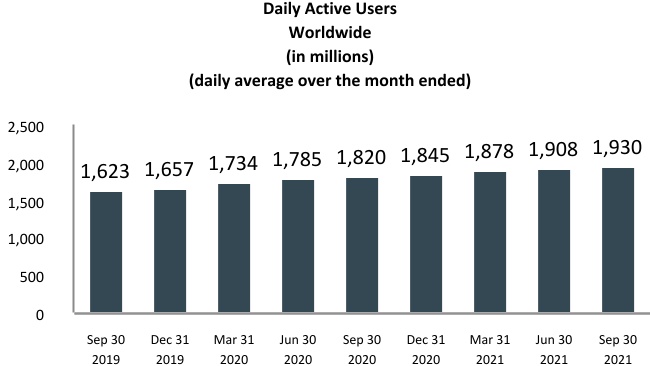 Daily Active Users
Worldwide
(in millions)
(daily average over the month ended)
2,500
2,000
1,500
1,000
500
0
1,623 1,657 1,734 1,785 1,820 1,845 1,878 1,908 1,930
Sep 30 Dec 31 Mar 31 Jun 30 Sep 30 Dec 31 Mar 31 Jun 30 Sep 30
2019 2019 2020 2020 2020 2020 2021 2021 2021